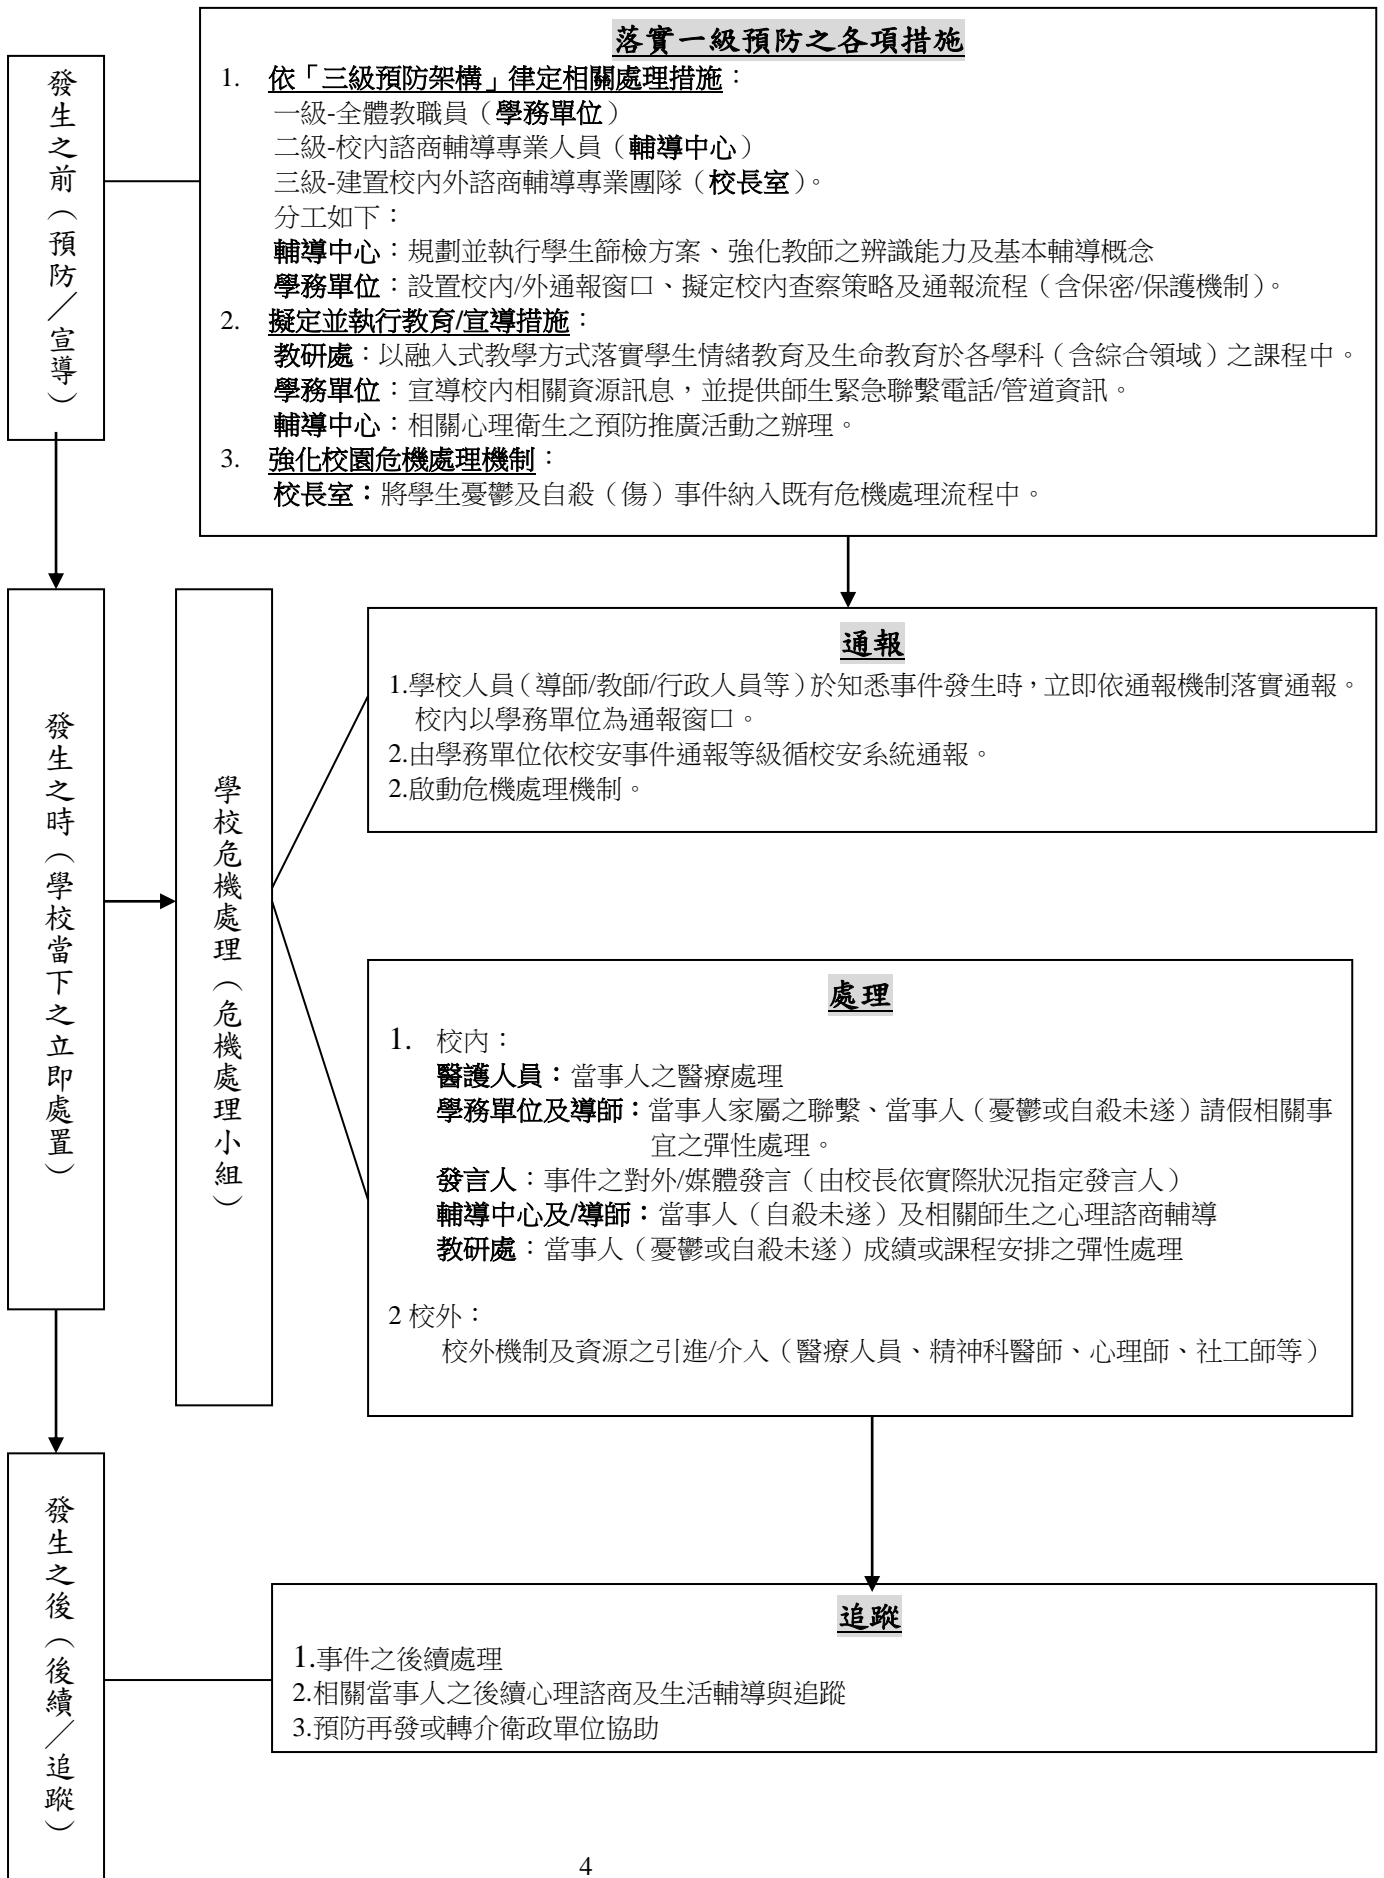 落實一級預防之各項措施
發生之前（預防／宣導）
1. 依「三級預防架構」律定相關處理措施：
一級-全體教職員（學務單位）
二級-校內諮商輔導專業人員（輔導中心）
三級-建置校內外諮商輔導專業團隊（校長室）。
分工如下：
輔導中心：規劃並執行學生篩檢方案、強化教師之辨識能力及基本輔導概念
學務單位：設置校內/外通報窗口、擬定校內查察策略及通報流程（含保密/保護機制）。
2. 擬定並執行教育/宣導措施：
教研處：以融入式教學方式落實學生情緒教育及生命教育於各學科（含綜合領域）之課程中。
學務單位：宣導校內相關資源訊息，並提供師生緊急聯繫電話/管道資訊。
輔導中心：相關心理衛生之預防推廣活動之辦理。
3. 強化校園危機處理機制：
校長室：將學生憂鬱及自殺（傷）事件納入既有危機處理流程中。
發生之時（學校當下之立即處置）
學校危機處理（危機處理小組）
通報
1.學校人員（導師/教師/行政人員等）於知悉事件發生時，立即依通報機制落實通報。
校內以學務單位為通報窗口。
2.由學務單位依校安事件通報等級循校安系統通報。
2.啟動危機處理機制。
處理
1. 校內：
醫護人員：當事人之醫療處理
學務單位及導師：當事人家屬之聯繫、當事人（憂鬱或自殺未遂）請假相關事
宜之彈性處理。
發言人：事件之對外/媒體發言（由校長依實際狀況指定發言人）
輔導中心及/導師：當事人（自殺未遂）及相關師生之心理諮商輔導
教研處：當事人（憂鬱或自殺未遂）成績或課程安排之彈性處理
2 校外：
校外機制及資源之引進/介入（醫療人員、精神科醫師、心理師、社工師等）
發生之後（後續／追蹤）
追蹤
1.事件之後續處理
2.相關當事人之後續心理諮商及生活輔導與追蹤
3.預防再發或轉介衛政單位協助
4